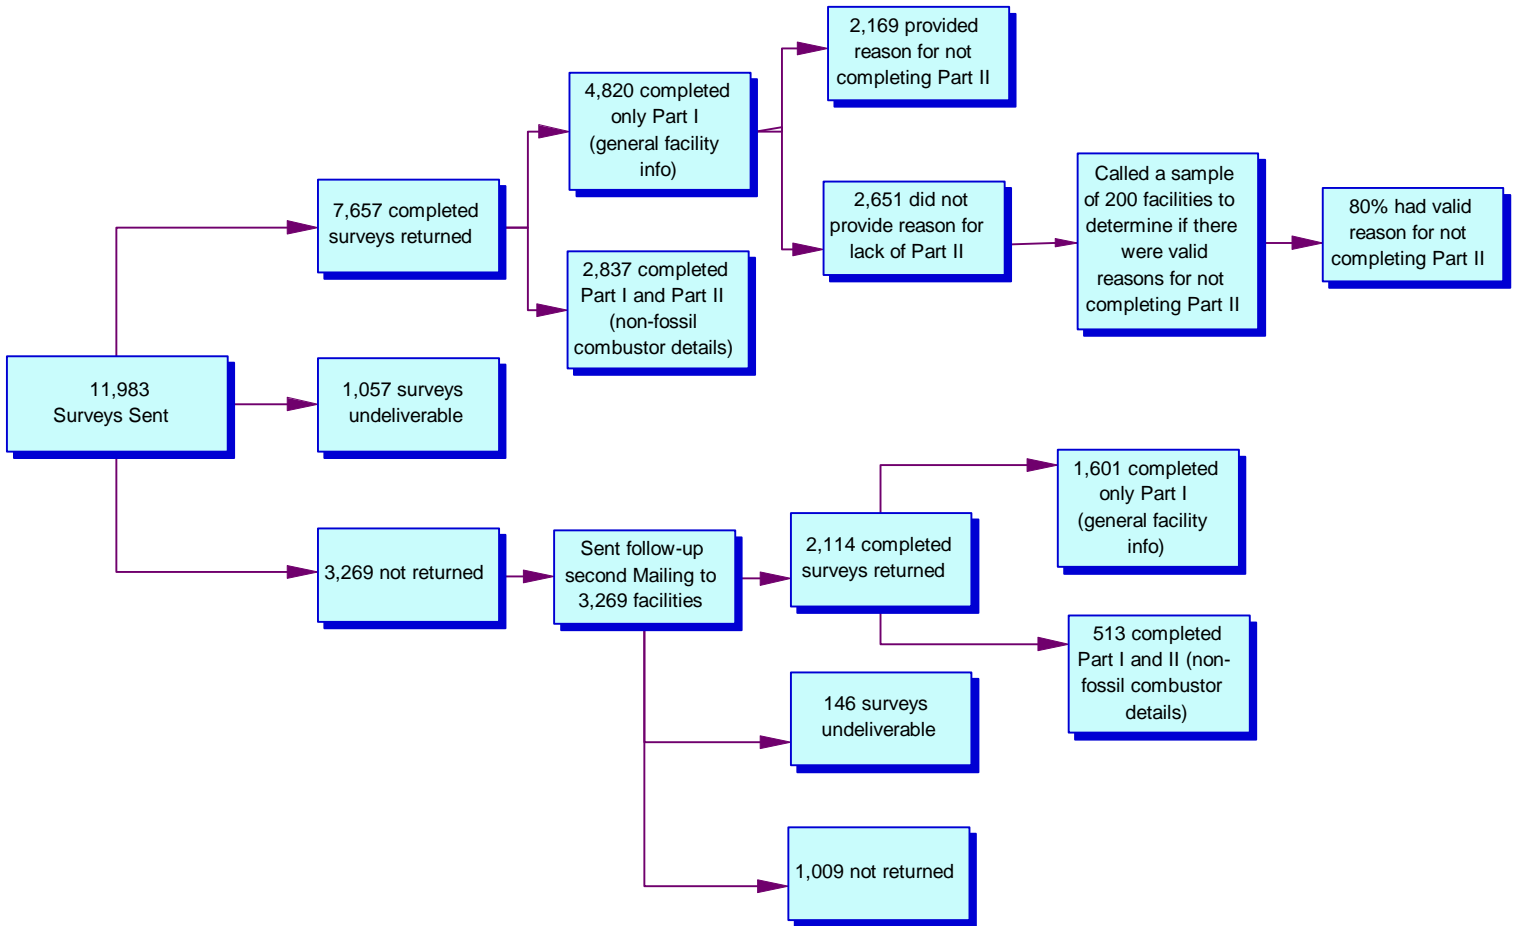 2,169 provided
reason for not
completing Part II
4,820 completed
only Part I
(general facility
info)
7,657 completed
surveys returned
2,651 did not
provide reason for
lack of Part II
Called a sample
of 200 facilities to
determine if there
were valid
reasons for not
completing Part II
80% had valid
reason for not
completing Part II
2,837 completed
Part I and Part II
(non-fossil
combustor details)
11,983
Surveys Sent
1,057 surveys
undeliverable
3,269 not returned
Sent follow-up
second Mailing to
3,269 facilities
2,114 completed
surveys returned
1,601 completed
only Part I
(general facility
info)
513 completed
Part I and II (non-
fossil combustor
details)
146 surveys
undeliverable
1,009 not returned